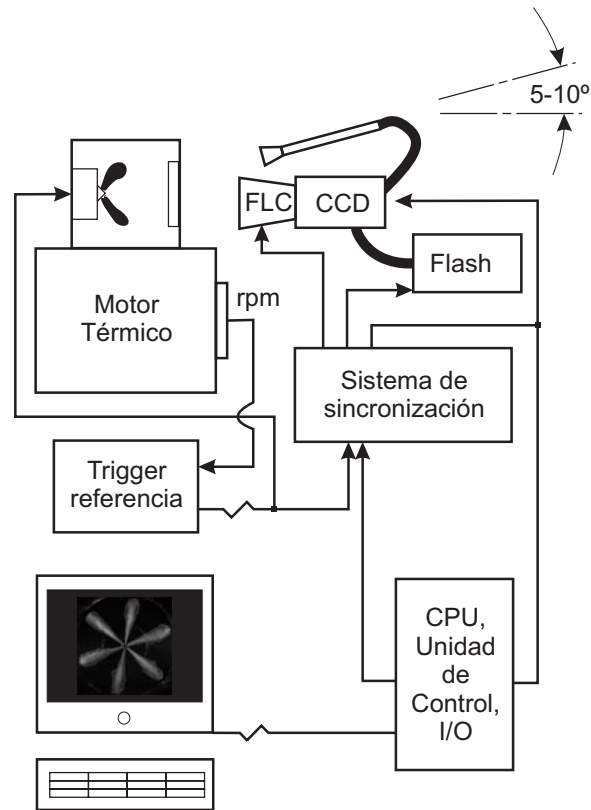 5-10º
FLC
CCD
Flash
rpm
Motor
Térmico
Sistema de
sincronización
Trigger
referencia
CPU,
Unidad
de
Control,
I/O